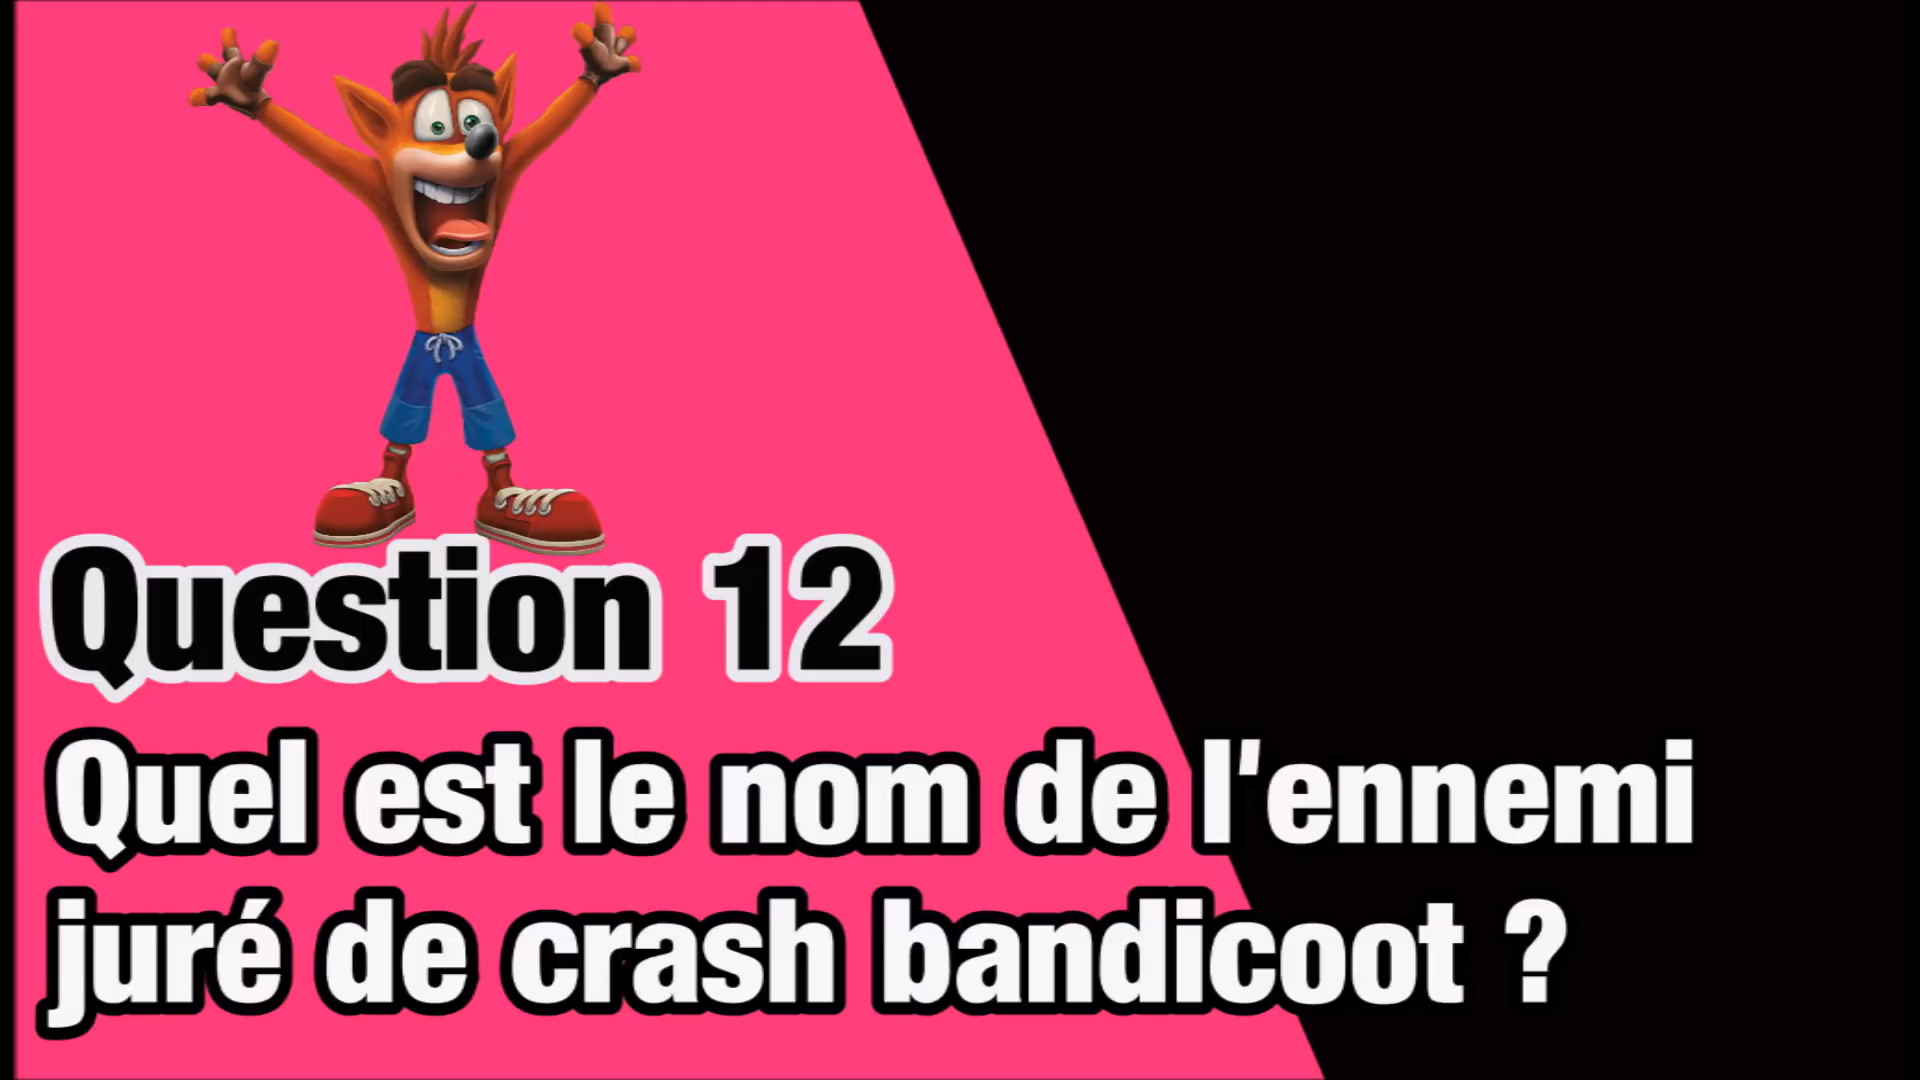 Question 12
Quel est le nom de l'ennemi
juré de crash bandicoot ?